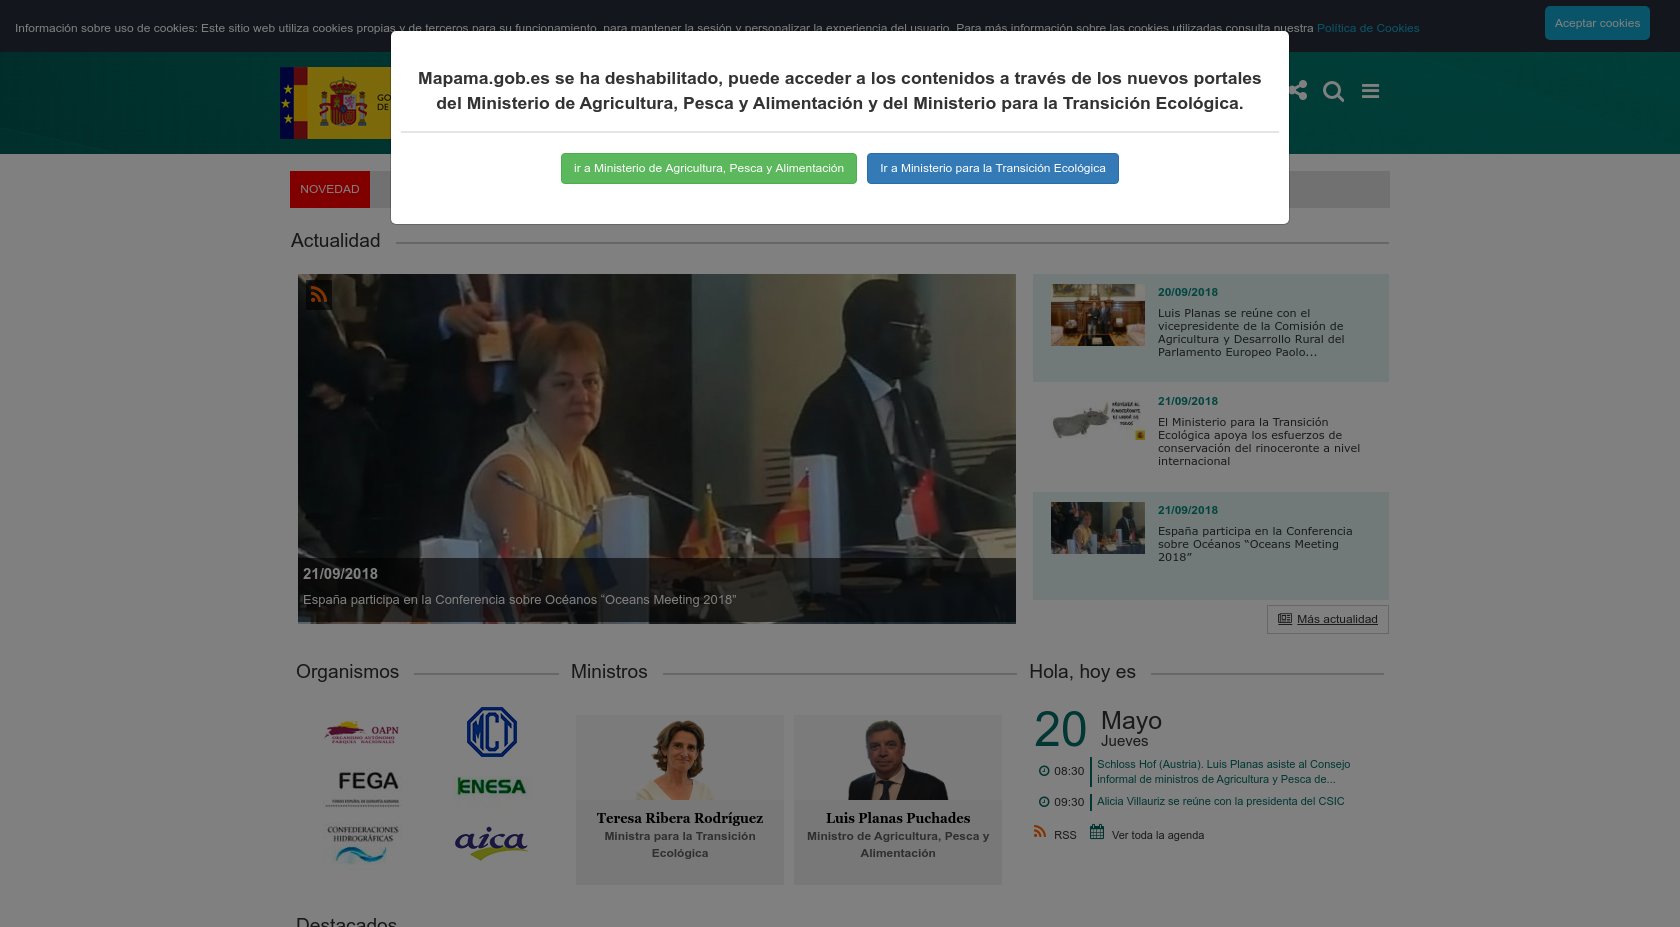 Información sobre uso de cookies: Este sitio web utiliza cookies propias y de terceros para su funcionamiento, para mantener la sesión y personalizar la experiencia del usuario. Para más información sobre las cookies utilizadas consulta nuestra Política de Cookies
Aceptar cookies
Mapama.gob.es se ha deshabilitado, puede acceder a los contenidos a través de los nuevos portales
del Ministerio de Agricultura, Pesca y Alimentación y del Ministerio para la Transición Ecológica.
ir a Ministerio de Agricultura, Pesca y Alimentación
Ir a Ministerio para la Transición Ecológica
NOVEDAD
Actualidad
21/09/2018
España participa en la Conferencia sobre Océanos “Oceans Meeting 2018”
20/09/2018
Luis Planas se reúne con el
vicepresidente de la Comisión de
Agricultura y Desarrollo Rural del
Parlamento Europeo Paolo...
21/09/2018
El Ministerio para la Transición
Ecológica apoya los esfuerzos de
conservación del rinoceronte a nivel
internacional
21/09/2018
España participa en la Conferencia
sobre Océanos “Oceans Meeting
2018”
Más actualidad
Organismos
OAPN
ORGANISMO AUTÓNOMO
PARQUES NACIONALES
MCT
FEGA
ENESA
CONFEDERACIONES
HIDROGRÁFICAS
aica
Ministros
Teresa Ribera Rodríguez
Ministra para la Transición
Ecológica
Luis Planas Puchades
Ministro de Agricultura, Pesca y
Alimentación
Hola, hoy es
20 Mayo
Jueves
08:30 Schloss Hof (Austria). Luis Planas asiste al Consejo
informal de ministros de Agricultura y Pesca de...
09:30 Alicia Villauriz se reúne con la presidenta del CSIC
RSS Ver toda la agenda
Destacados